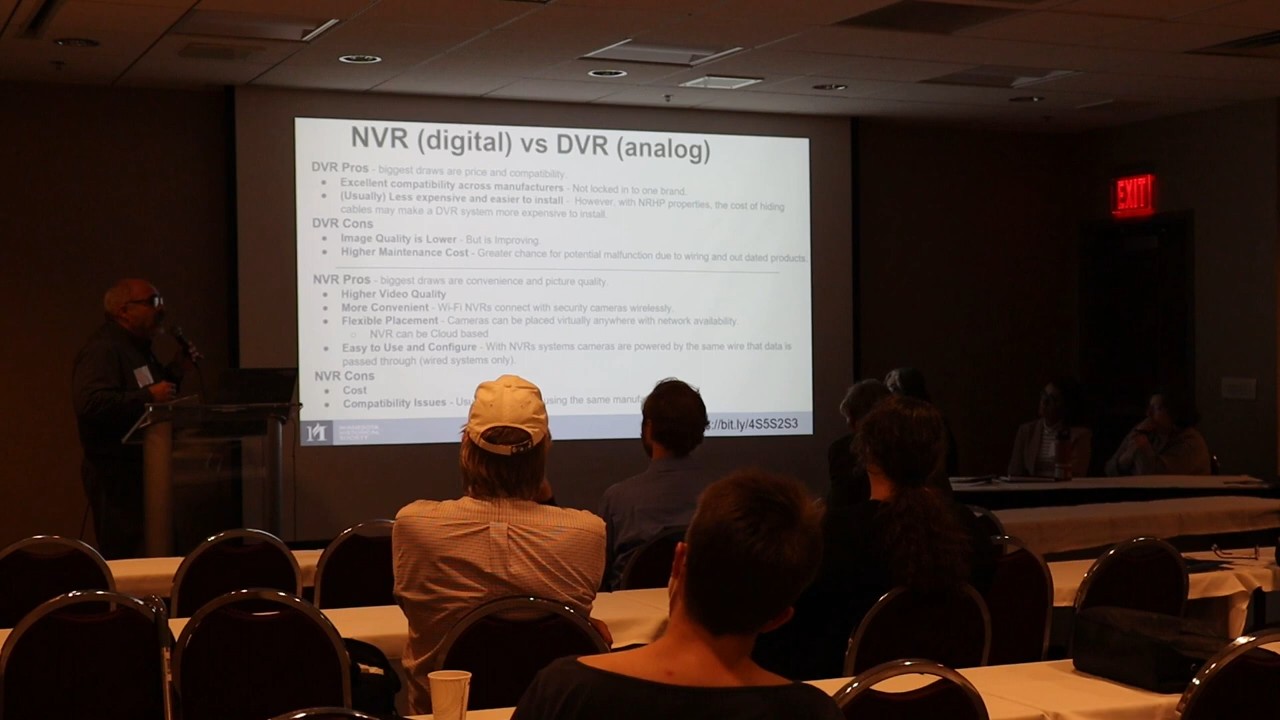 NVR (digital) vs DVR (analog)
DVR Pros - biggest draws are price and compatibility.
Excellent compatibility across manufacturers - Not locked in to one brand.
(Usually) Less expensive and easier to install - However, with NRHP properties, the cost of hiding
cables may make a DVR system more expensive to install.
DVR Cons
Image Quality is Lower - But is Improving.
Higher Maintenance Cost - Greater chance for potential malfunction due to wiring and out dated products.
NVR Pros - biggest draws are convenience and picture quality.
Higher Video Quality
More Convenient - Wi-Fi NVRs connect with security cameras wirelessly.
Flexible Placement - Cameras can be placed virtually anywhere with network availability.
NVR can be Cloud based
Easy to Use and Configure - With NVRs systems cameras are powered by the same wire that data is
passed through (wired systems only).
NVR Cons
Cost
Compatibility Issues - using the same
MINNESOTA
HISTORICAL
SOCIETY
://bit.ly/4S5S2S3
EXIT